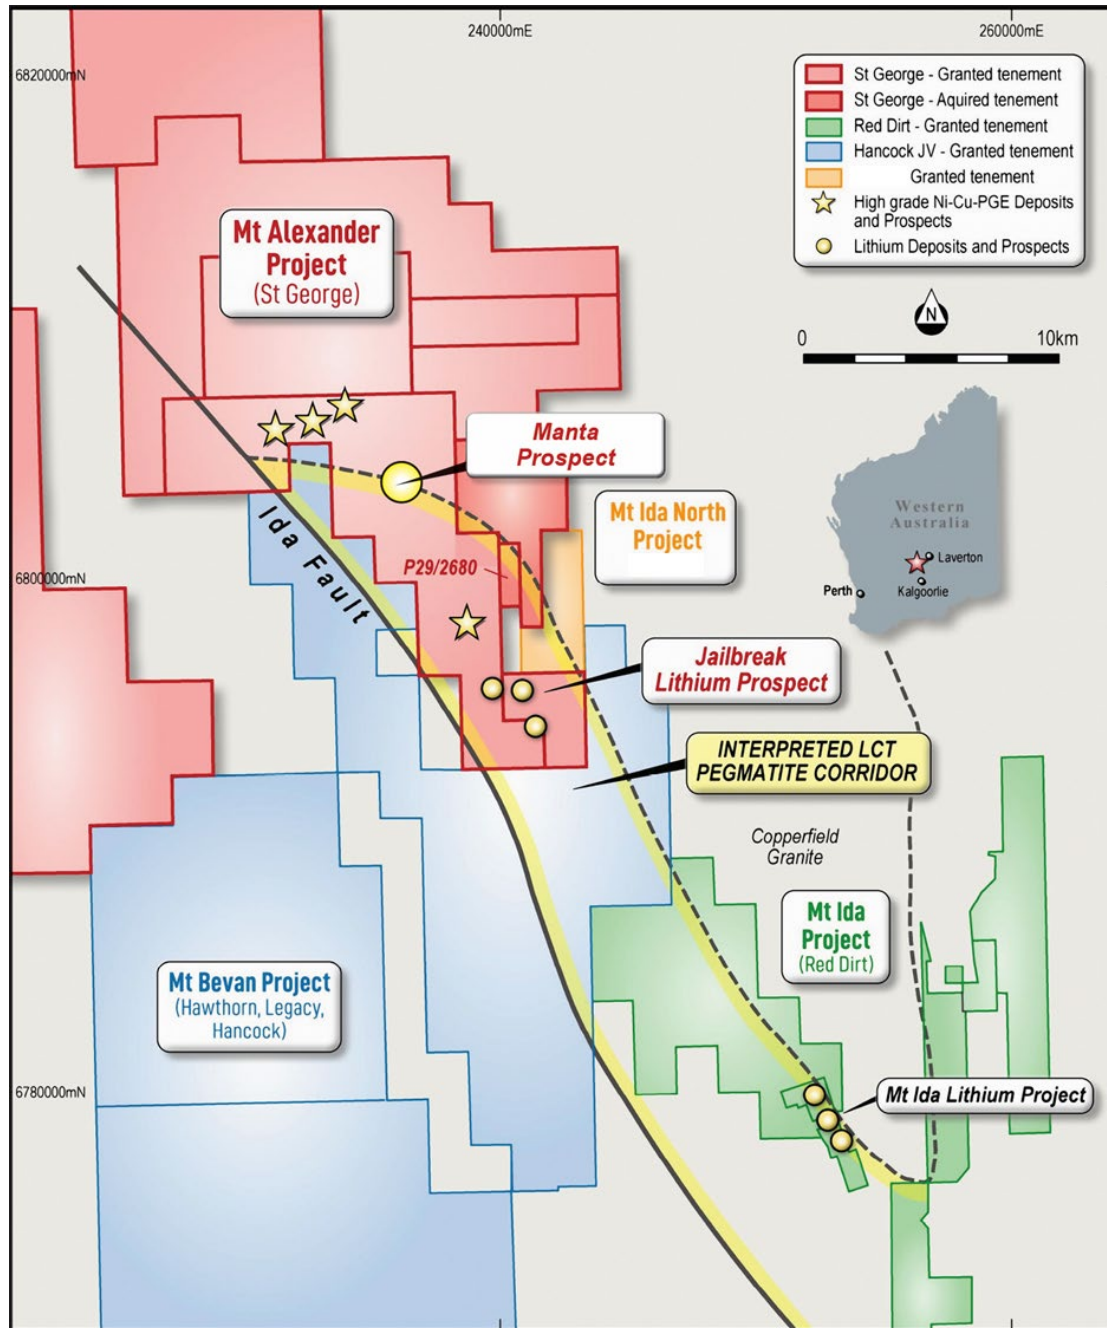 240000mE
260000mE
6820000mN
St George - Granted tenement
St George - Aquired tenement
Red Dirt - Granted tenement
Hancock JV - Granted tenement
Granted tenement
High grade Ni-Cu-PGE Deposits
and Prospects
Lithium Deposits and Prospects
Mt Alexander
Project
(St George)
N
0
10km
Manta
Prospect
Western
Australia
Laverton
Kalgoorlie
Perth
Mt Ida North
Project
Ida Fault
P29/2680
6800000mN
Jailbreak
Lithium Prospect
INTERPRETED LCT
PEGMATITE CORRIDOR
Copperfield
Granite
Mt Ida
Project
(Red Dirt)
Mt Bevan Project
(Hawthorn, Legacy,
Hancock)
6780000mN
Mt Ida Lithium Project